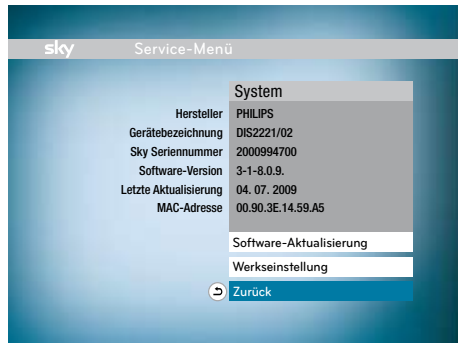 sky Service-Menü
System
Hersteller PHILIPS
Gerätebezeichnung DIS2221/02
Sky Seriennummer 2000994700
Software-Version 3-1-8.0.9.
Letzte Aktualisierung 04. 07. 2009
MAC-Adresse 00.90.3E.14.59.A5
Software-Aktualisierung
Werkseinstellung
Zurück